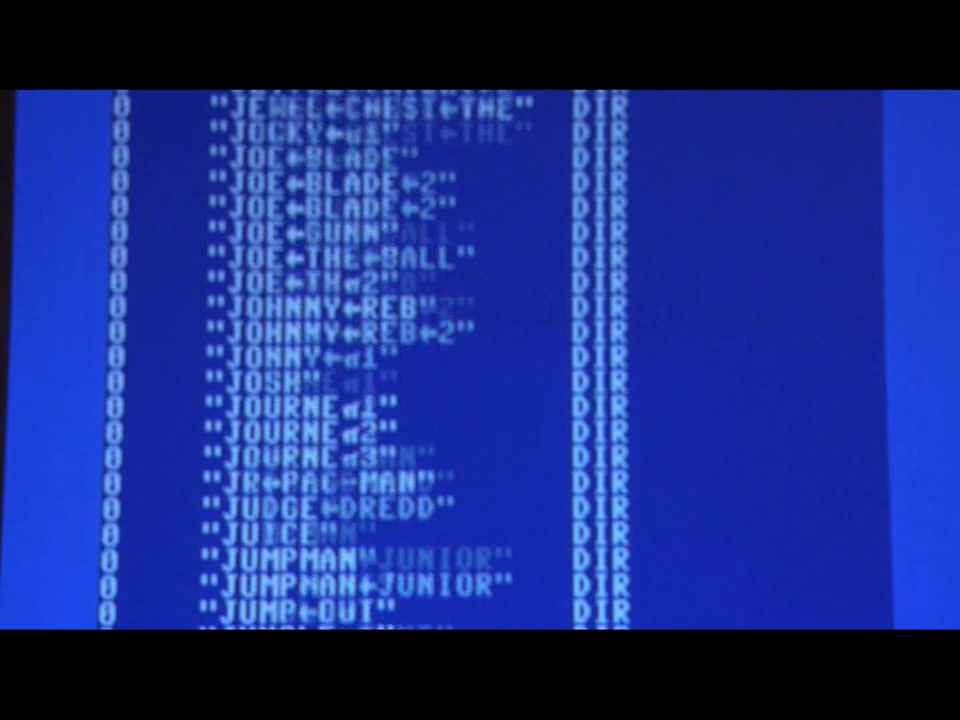 0 "JEWEL←CHEST←THE" DIR
0 "JOCKY← 1" DIR
0 "JOE←BLADE" DIR
0 "JOE←BLADE←2" DIR
0 "JOE←BLADE←2" DIR
0 "JOE←GUNN" DIR
0 "JOE←THE←BALL" DIR
0 "JOE←TH 2" DIR
0 "JOHNNY←REB" DIR
0 "JOHNNY←REB←2" DIR
0 "JONNY← 1" DIR
0 "JOSH" DIR
0 "JOURNE 1" DIR
0 "JOURNE 2" DIR
0 "JOURNE 3" DIR
0 "JR←PAC-MAN" DIR
0 "JUDGE←DREDD" DIR
0 "JUICE" DIR
0 "JUMPMAN" DIR
0 "JUMPMAN←JUNIOR" DIR
0 "JUMP←OUT" DIR